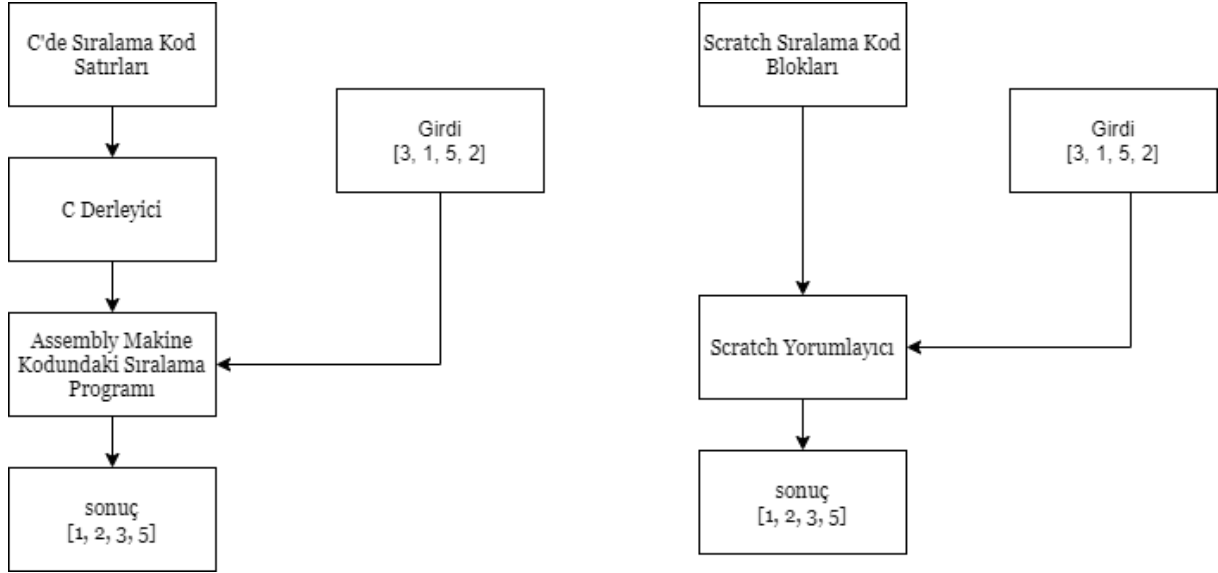 C'de Sıralama Kod
Satırları
Girdi
[3, 1, 5, 2]
C Derleyici
Assembly Makine
Kodundaki Sıralama
Programı
sonuç
[1, 2, 3, 5]
Scratch Sıralama Kod
Blokları
Girdi
[3, 1, 5, 2]
Scratch Yorumlayıcı
sonuç
[1, 2, 3, 5]